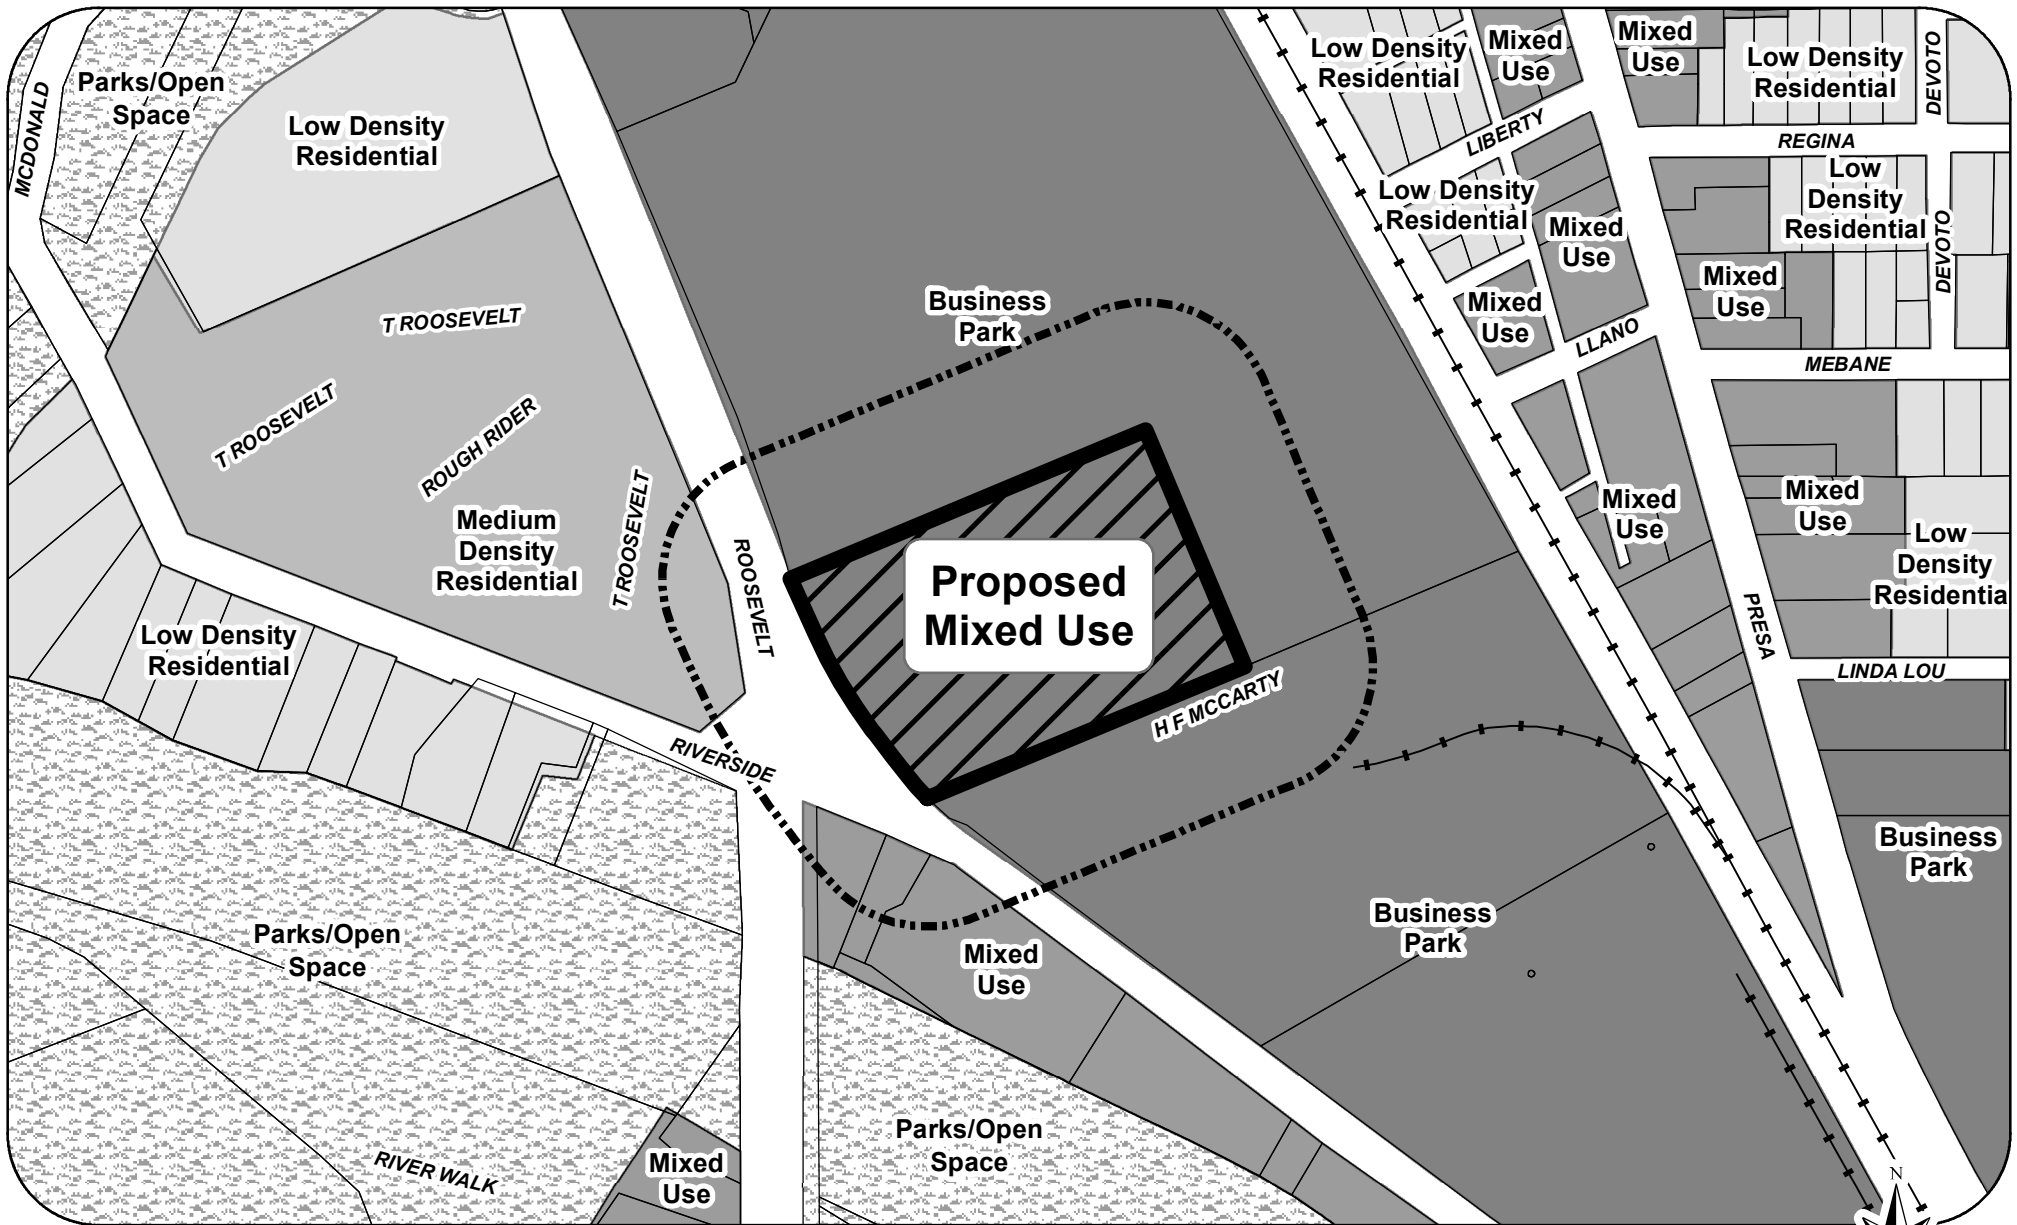 Parks/Open
Space
MCDONALD
Low Density
Residential
Low Density
Residential
Mixed
Use
Mixed
Use
Low Density
Residential
DEVOTO
LIBERTY
REGINA
Low Density
Residential
Mixed
Use
Low
Density
Residential
DEVOTO
Mixed
Use
Mixed
Use
LLANO
MEBANE
T ROOSEVELT
Business
Park
T ROOSEVELT
ROUGH RIDER
T ROOSEVELT
Medium
Density
Residential
ROOSEVELT
Proposed
Mixed Use
Mixed
Use
Mixed
Use
Low
Density
Residentia
PRESA
LINDA LOU
Low Density
Residential
H F MCCARTY
RIVERSIDE
Business
Park
Business
Park
Parks/Open
Space
Mixed
Use
Parks/Open
Space
RIVER WALK
Mixed
Use
N